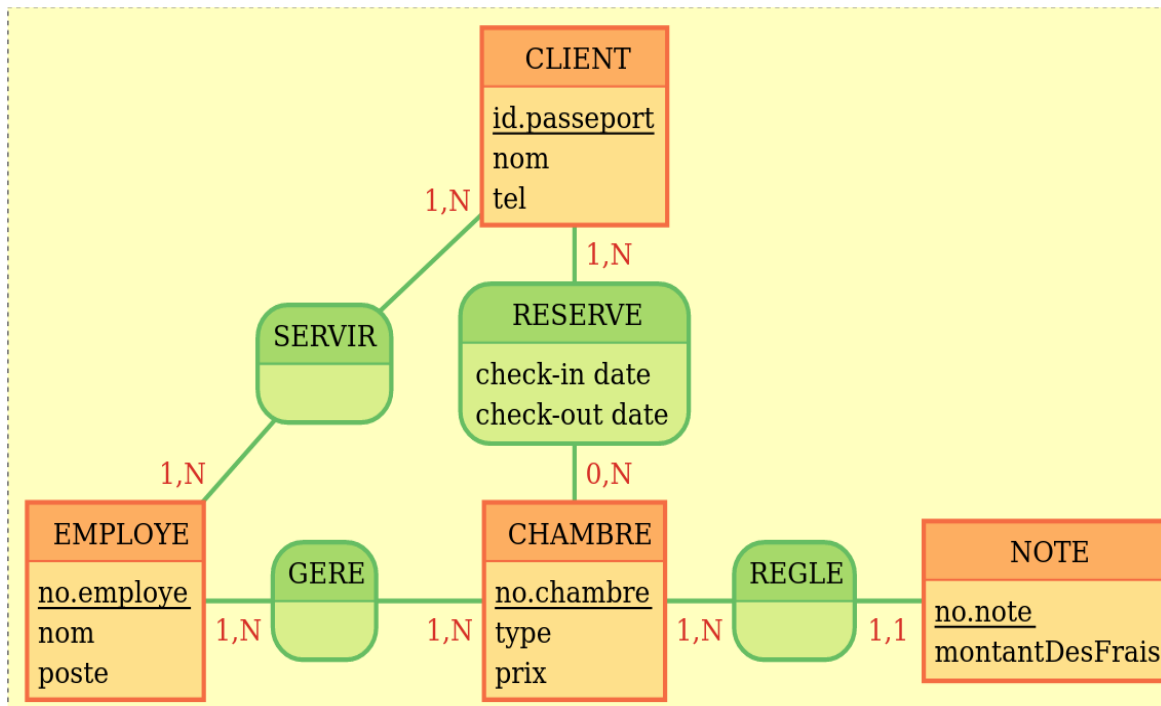 CLIENT
id.passeport
nom
tel
1,N
1,N
SERVIR
RESERVE
check-in date
check-out date
1,N
0,N
EMPLOYE
no.employe
nom
poste
GERE
1,N
1,N
CHAMBRE
no.chambre
type
prix
REGLE
1,N
1,1
NOTE
no.note
montantDesFrais